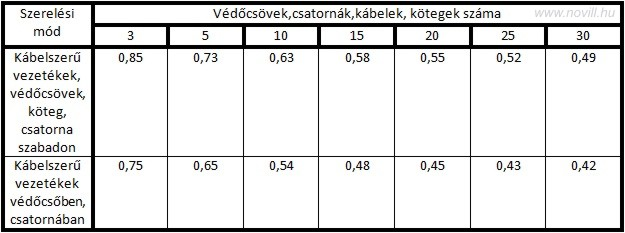 Szerelési mód
Védőcsövek,csatornák,kábelek, kötegek száma
www.novill.hu
3 5 10 15 20 25 30
Kábelszerű
vezetékek,
védőcsövek,
köteg,
csatorna
szabadon
0,85 0,73 0,63 0,58 0,55 0,52 0,49
Kábelszerű
vezetékek
védőcsőben,
csatornában
0,75 0,65 0,54 0,48 0,45 0,43 0,42